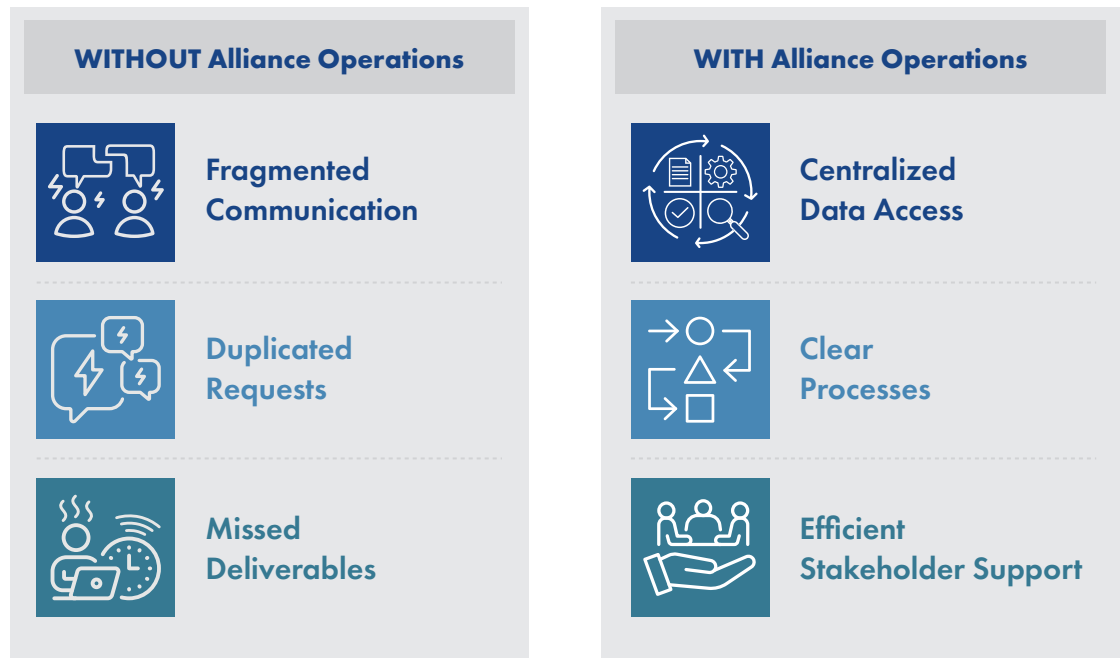 WITHOUT Alliance Operations
Fragmented
Communication
Duplicated
Requests
Missed
Deliverables
WITH Alliance Operations
Centralized
Data Access
Clear
Processes
Efficient
Stakeholder Support